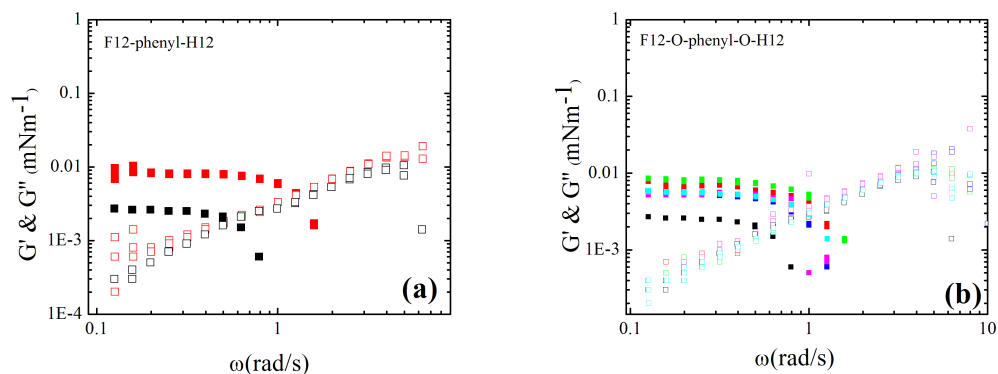 F12-phenyl-H12
G' & G'' (mNm⁻¹)
1
0.1
0.01
1E-3
1E-4
0.1
1
ω(rad/s)
(a)
F12-O-phenyl-O-H12
G' & G'' (mNm⁻¹)
1
0.1
0.01
1E-3
0.1
1
10
ω(rad/s)
(b)